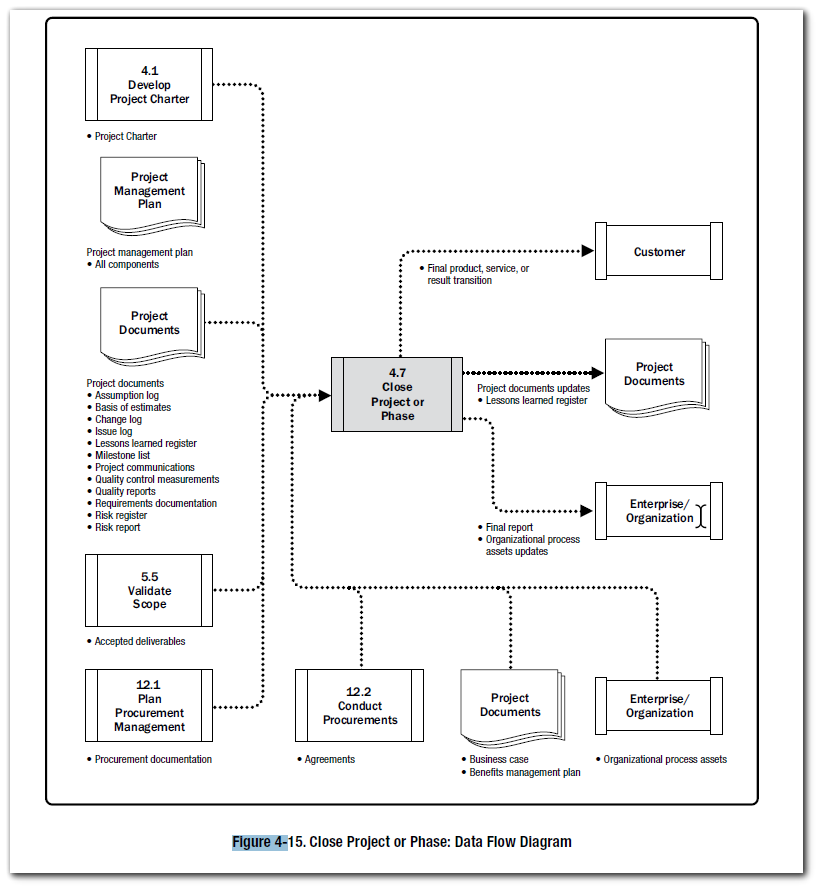 4.1
Develop
Project Charter
• Project Charter
Project
Management
Plan
Project management plan
• All components
Project
Documents
Project documents
• Assumption log
• Basis of estimates
• Change log
• Issue log
• Lessons learned register
• Milestone list
• Project communications
• Quality control measurements
• Quality reports
• Requirements documentation
• Risk register
• Risk report
5.5
Validate
Scope
• Accepted deliverables
12.1
Plan
Procurement
Management
• Procurement documentation
4.7
Close
Project or
Phase
• Final product, service, or
result transition
Customer
Project documents updates
• Lessons learned register
Project
Documents
• Final report
• Organizational process
assets updates
Enterprise/
Organization
12.2
Conduct
Procurements
• Agreements
Project
Documents
• Business case
• Benefits management plan
Enterprise/
Organization
• Organizational process assets
Figure 4-15. Close Project or Phase: Data Flow Diagram